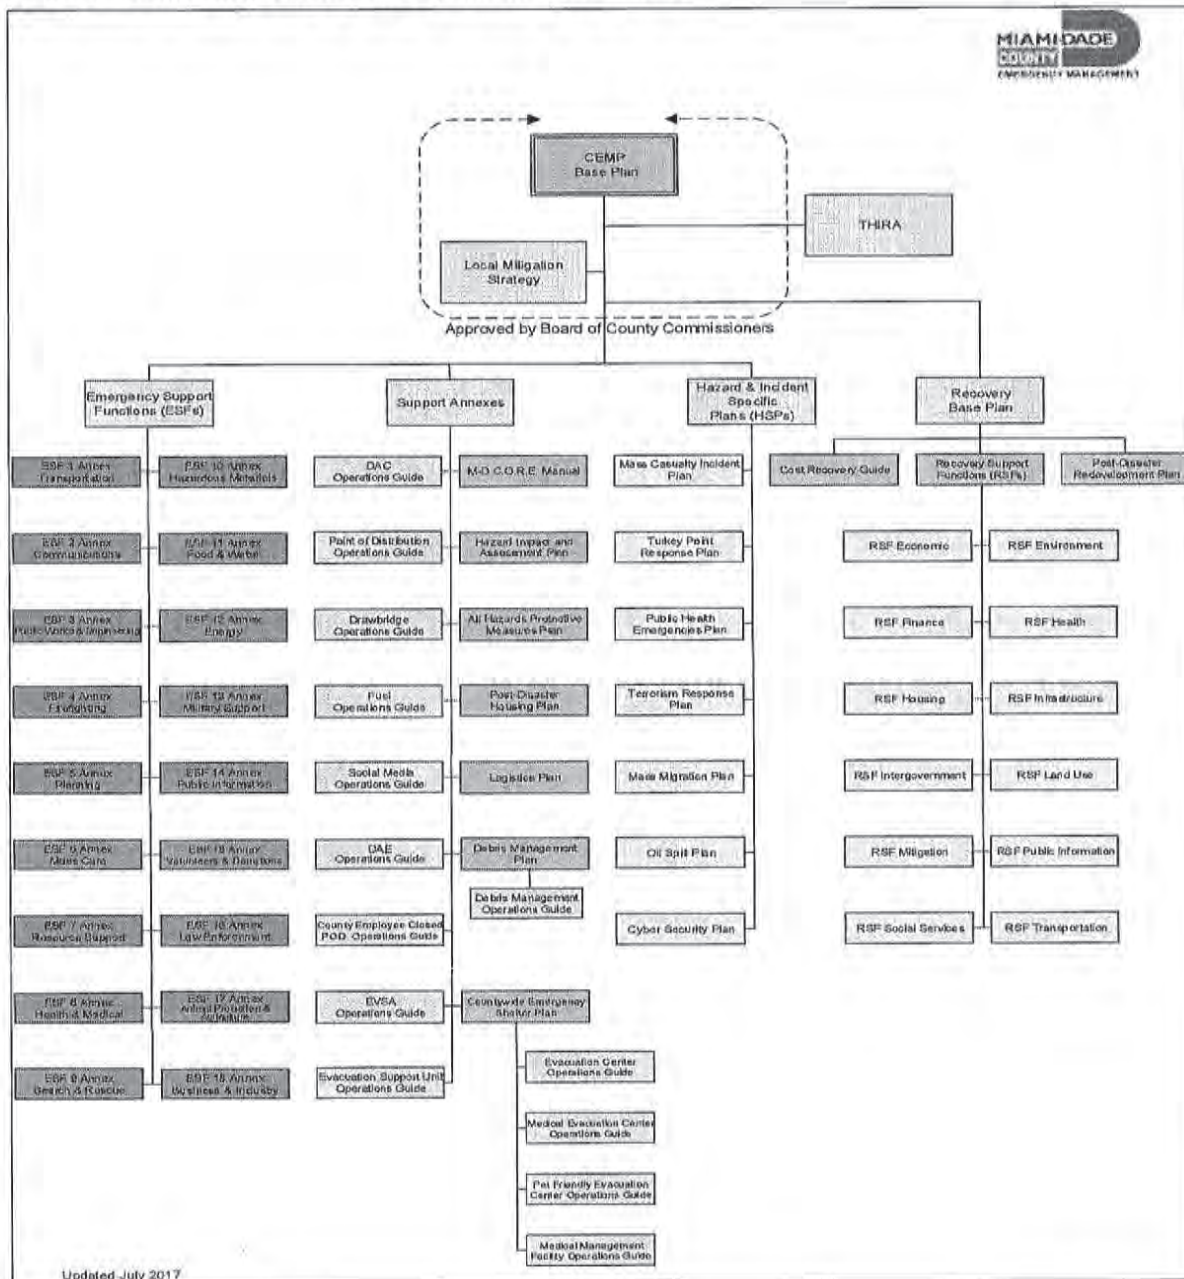 MIAMI-DADE
COUNTY
EMERGENCY MANAGEMENT
CEMP
Base Plan
THIRA
Local Mitigation
Strategy
Approved by Board of County Commissioners
Emergency Support
Functions (ESFs)
Support Annexes
Hazard & Incident
Specific
Plans (HSPs)
Recovery
Base Plan
ESF 1 Annex
Transportation
ESF 10 Annex
Hazardous Materials
DAC
Operations Guide
M-D C.O.R.E. Manual
Mass Casualty Incident
Plan
Cost Recovery Guide
Recovery Support
Functions (RSFs)
Post-Disaster
Redevelopment Plan
ESF 2 Annex
Communications
ESF 11 Annex
Food & Water
Point of Distribution
Operations Guide
Hazard Impact and
Assessment Plan
Turkey Point
Response Plan
RSF Economic
RSF Environment
ESF 3 Annex
Public Works & Engineering
ESF 12 Annex
Energy
Drawbridge
Operations Guide
All Hazards Protective
Measures Plan
Public Health
Emergencies Plan
RSF Finance
RSF Health
ESF 4 Annex
Firefighting
ESF 13 Annex
Military Support
Fuel
Operations Guide
Post-Disaster
Housing Plan
Terrorism Response
Plan
RSF Housing
RSF Infrastructure
ESF 5 Annex
Planning
ESF 14 Annex
Public Information
Social Media
Operations Guide
Logistics Plan
Mass Migration Plan
RSF Intergovernment
RSF Land Use
ESF 6 Annex
Mass Care
ESF 15 Annex
Volunteers & Donations
DAE
Operations Guide
Debris Management
Plan
Debris Management
Operations Guide
Oil Spill Plan
RSF Mitigation
RSF Public Information
ESF 7 Annex
Resource Support
ESF 16 Annex
Law Enforcement
County Employee Closed
POD Operations Guide
Cyber Security Plan
RSF Social Services
RSF Transportation
ESF 8 Annex
Health & Medical
ESF 17 Annex
Animal Protection &
Agriculture
EVSA
Operations Guide
Countywide Emergency
Shelter Plan
ESF 9 Annex
Search & Rescue
ESF 18 Annex
Business & Industry
Evacuation Support Unit
Operations Guide
Evacuation Center
Operations Guide
Medical Evacuation Center
Operations Guide
Pet Friendly Evacuation
Center Operations Guide
Medical Management
Facility Operations Guide
Updated July 2017